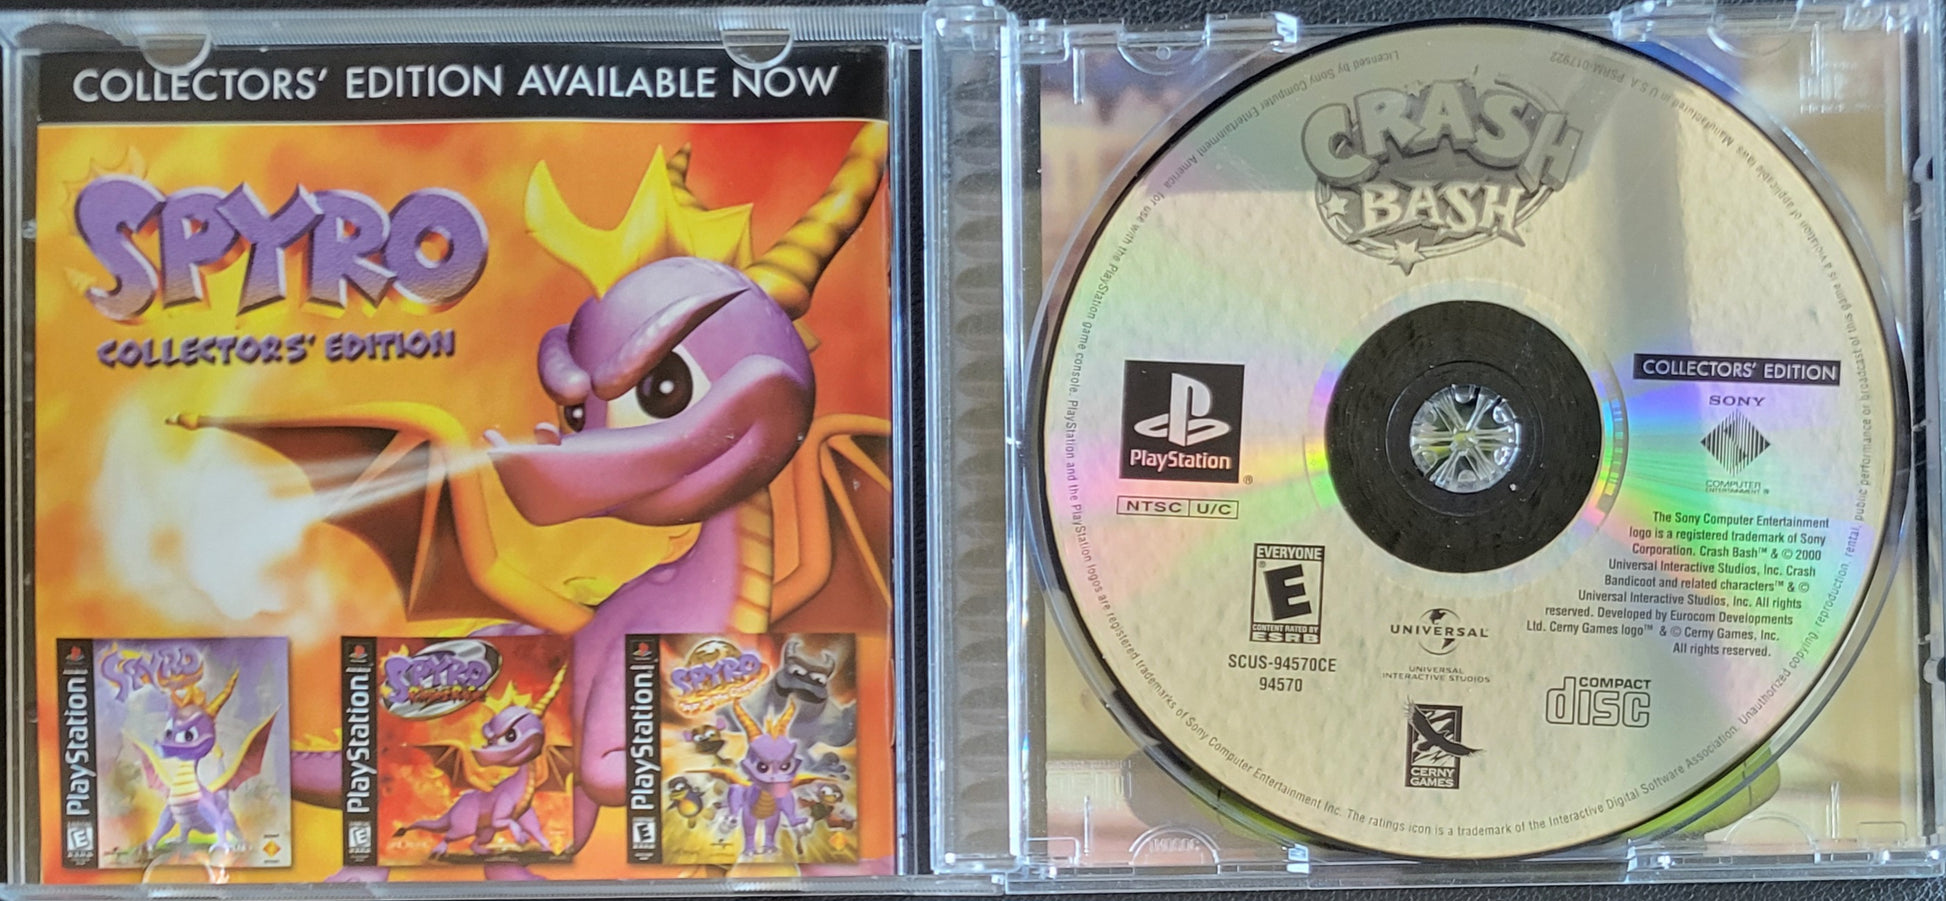 COLLECTORS' EDITION AVAILABLE NOW
SPYRO
COLLECTORS' EDITION
PlayStation
SPYRO
PlayStation
SPYRO
PlayStation
SPYRO
E
E
E
CRASH
BASH
Licensed by Sony Computer Entertainment America for use with the PlayStation game console. PlayStation and the PlayStation logos are registered trademarks of Sony Computer Entertainment Inc. The ratings icon is a trademark of the Interactive Digital Software Association. Unauthorized copying, reproduction, rental, public performance or broadcast of this game is a violation of applicable laws. Manufactured in U.S.A. PSRM-017922
PlayStation
®
NTSC U/C
EVERYONE
E
®
CONTENT RATED BY
ESRB
SCUS-94570CE
94570
UNIVERSAL
UNIVERSAL
INTERACTIVE STUDIOS
CERNY
GAMES
COLLECTORS' EDITION
SONY
COMPUTER
ENTERTAINMENT
The Sony Computer Entertainment
logo is a registered trademark of Sony
Corporation. Crash Bash™ & © 2000
Universal Interactive Studios, Inc. Crash
Bandicoot and related characters™ & ©
Universal Interactive Studios, Inc. All rights
reserved. Developed by Eurocom Developments
Ltd. Cerny Games logo™ & © Cerny Games, Inc.
All rights reserved.
COMPACT
disc